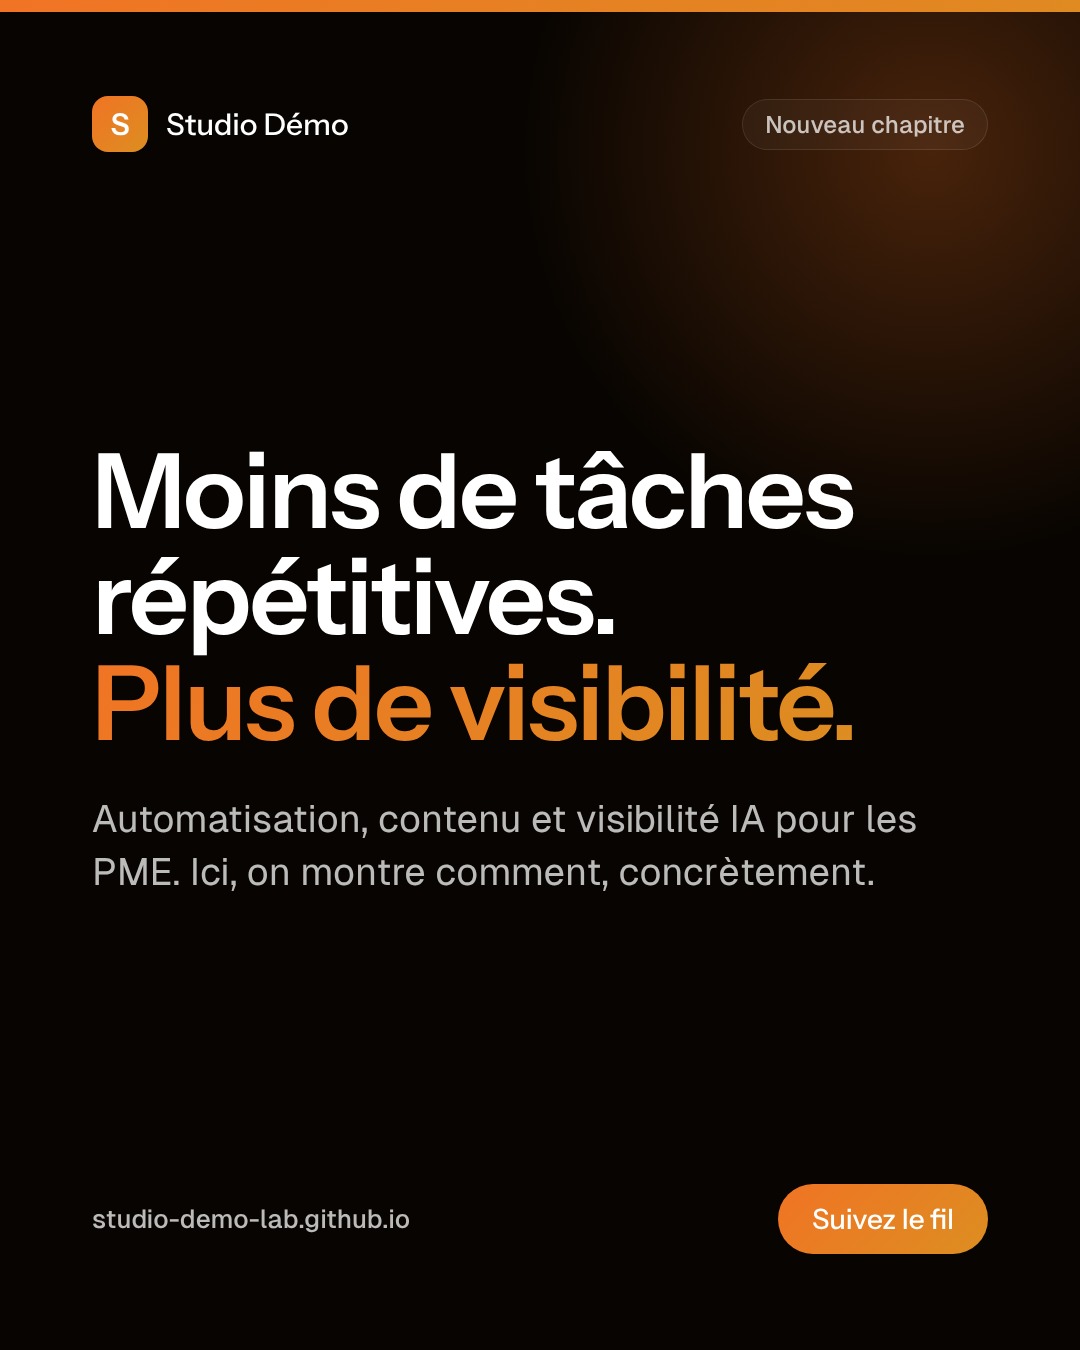 S
Studio Démo
Nouveau chapitre
Moins de tâches
répétitives.
Plus de visibilité.
Automatisation, contenu et visibilité IA pour les
PME. Ici, on montre comment, concrètement.
studio-demo-lab.github.io
Suivez le fil